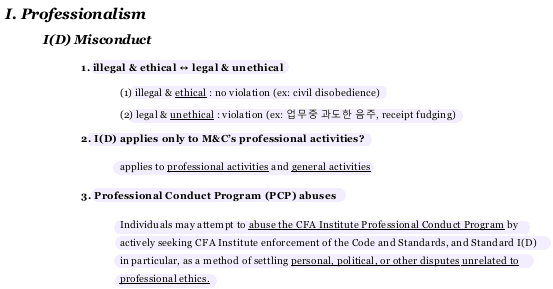 I. Professionalism
I(D) Misconduct
1. illegal & ethical ↔ legal & unethical
(1) illegal & ethical : no violation (ex: civil disobedience)
(2) legal & unethical : violation (ex: 업무중 과도한 음주, receipt fudging)
2. I(D) applies only to M&C's professional activities?
applies to professional activities and general activities
3. Professional Conduct Program (PCP) abuses
Individuals may attempt to abuse the CFA Institute Professional Conduct Program by
actively seeking CFA Institute enforcement of the Code and Standards, and Standard I(D)
in particular, as a method of settling personal, political, or other disputes unrelated to
professional ethics.